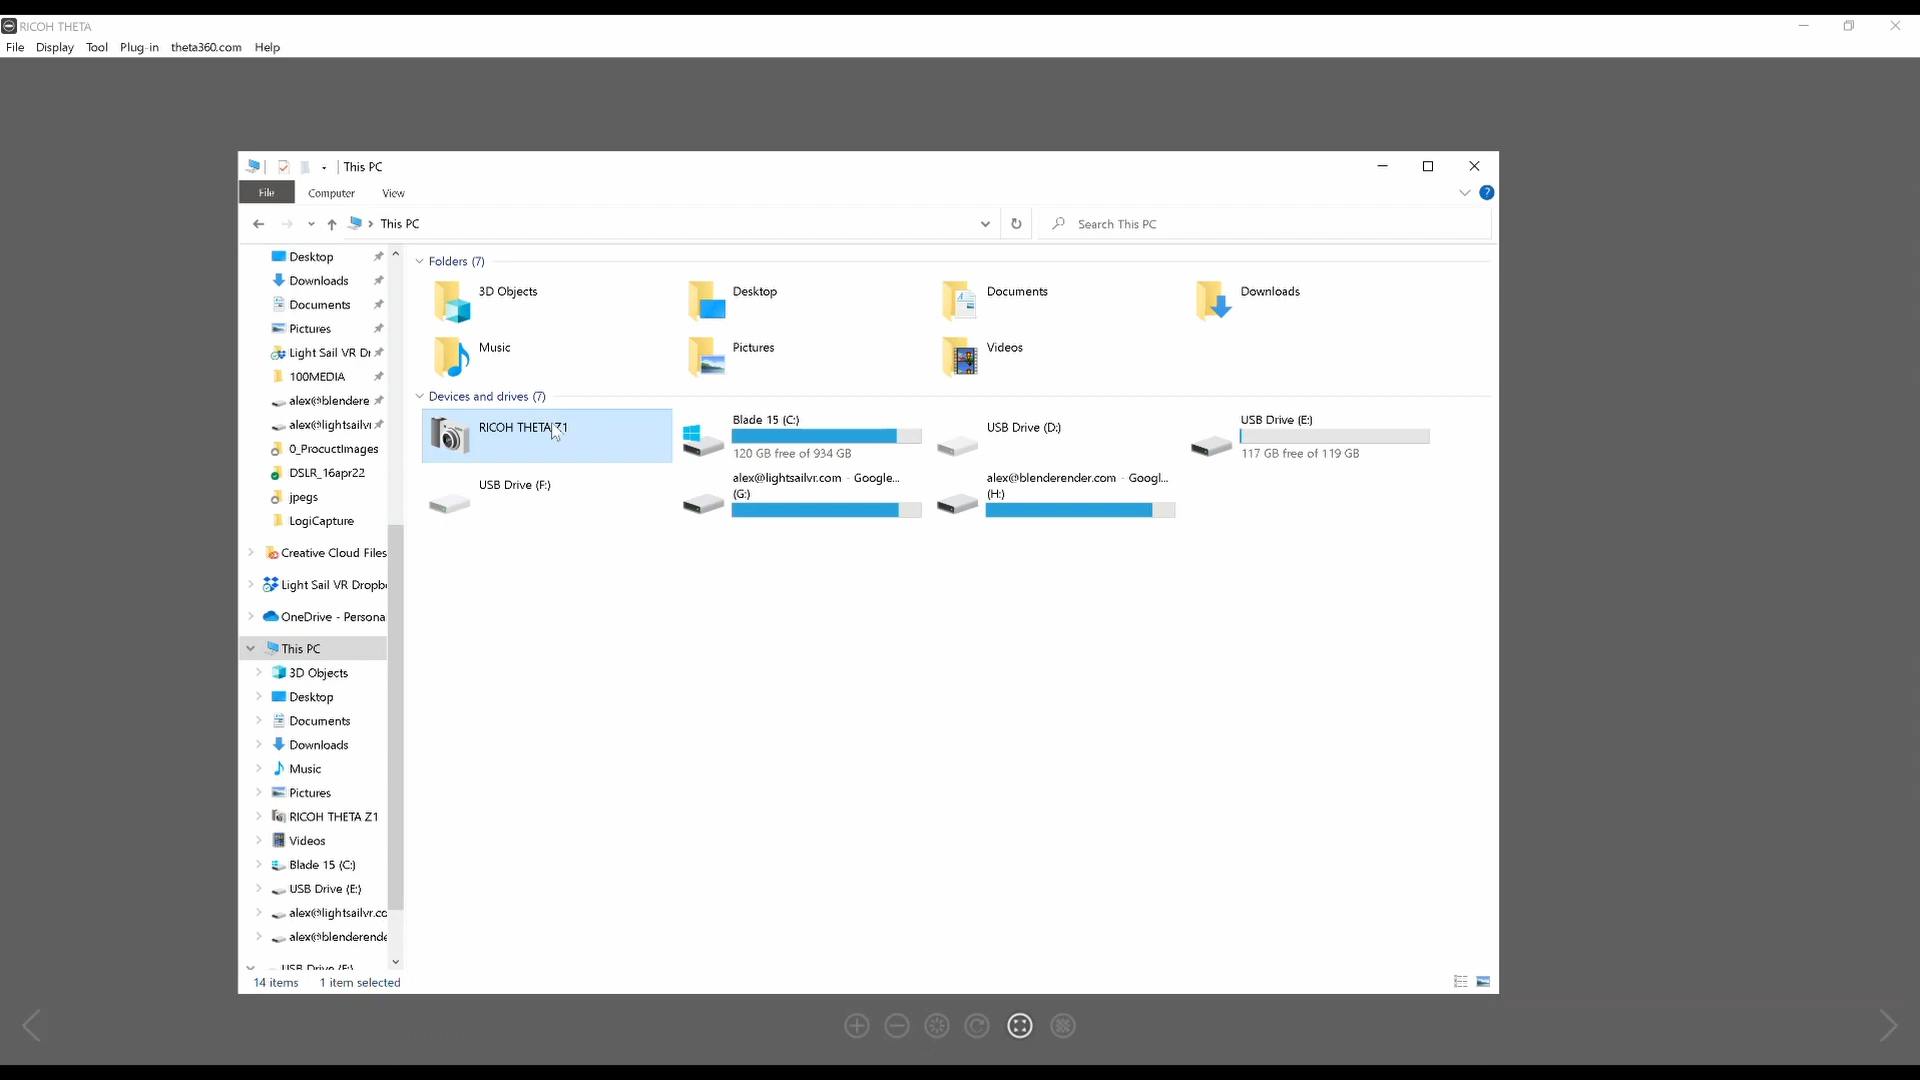 RICOH THETA
File Display Tool Plug-in theta360.com Help
This PC
File Computer View
This PC
Search This PC
Desktop
Downloads
Documents
Pictures
Light Sail VR Dr
100MEDIA
alex@blendere
alex@lightsailvr
0_ProcuctImages
DSLR_16apr22
jpegs
LogiCapture
Creative Cloud Files
Light Sail VR Dropb
OneDrive - Persona
This PC
3D Objects
Desktop
Documents
Downloads
Music
Pictures
RICOH THETA Z1
Videos
Blade 15 (C:)
USB Drive (E:)
alex@lightsailvr.co
alex@blenderende
USB Drive (E:)
Folders (7)
3D Objects
Desktop
Documents
Downloads
Music
Pictures
Videos
Devices and drives (7)
RICOH THETA Z1
Blade 15 (C:)
120 GB free of 934 GB
USB Drive (D:)
USB Drive (E:)
117 GB free of 119 GB
USB Drive (F:)
alex@lightsailvr.com - Google...
(G:)
alex@blenderender.com - Googl...
(H:)
14 items 1 item selected